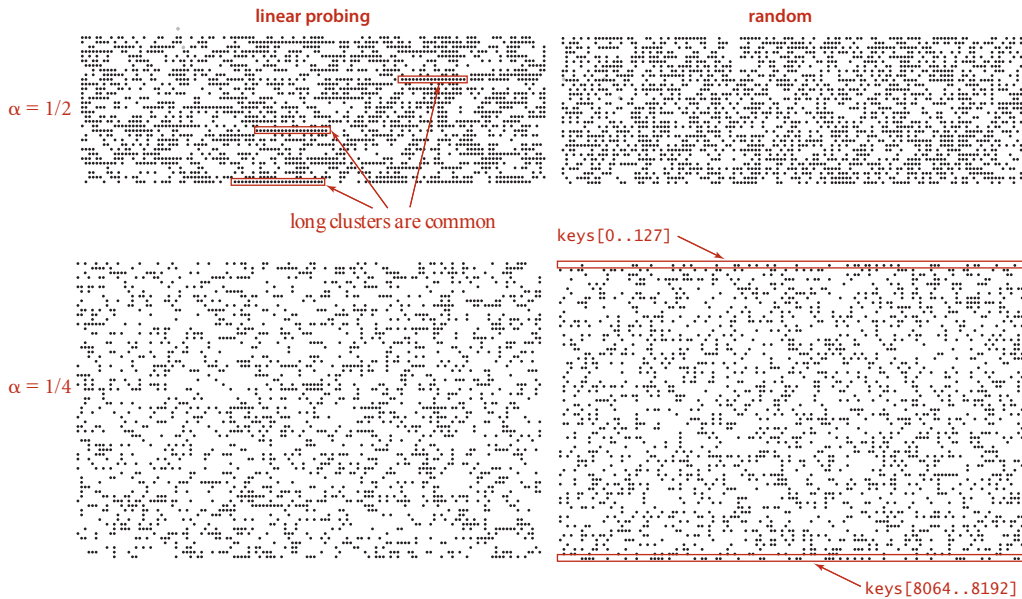 linear probing
random
α = 1/2
long clusters are common
keys[0..127]
α = 1/4
keys[8064..8192]